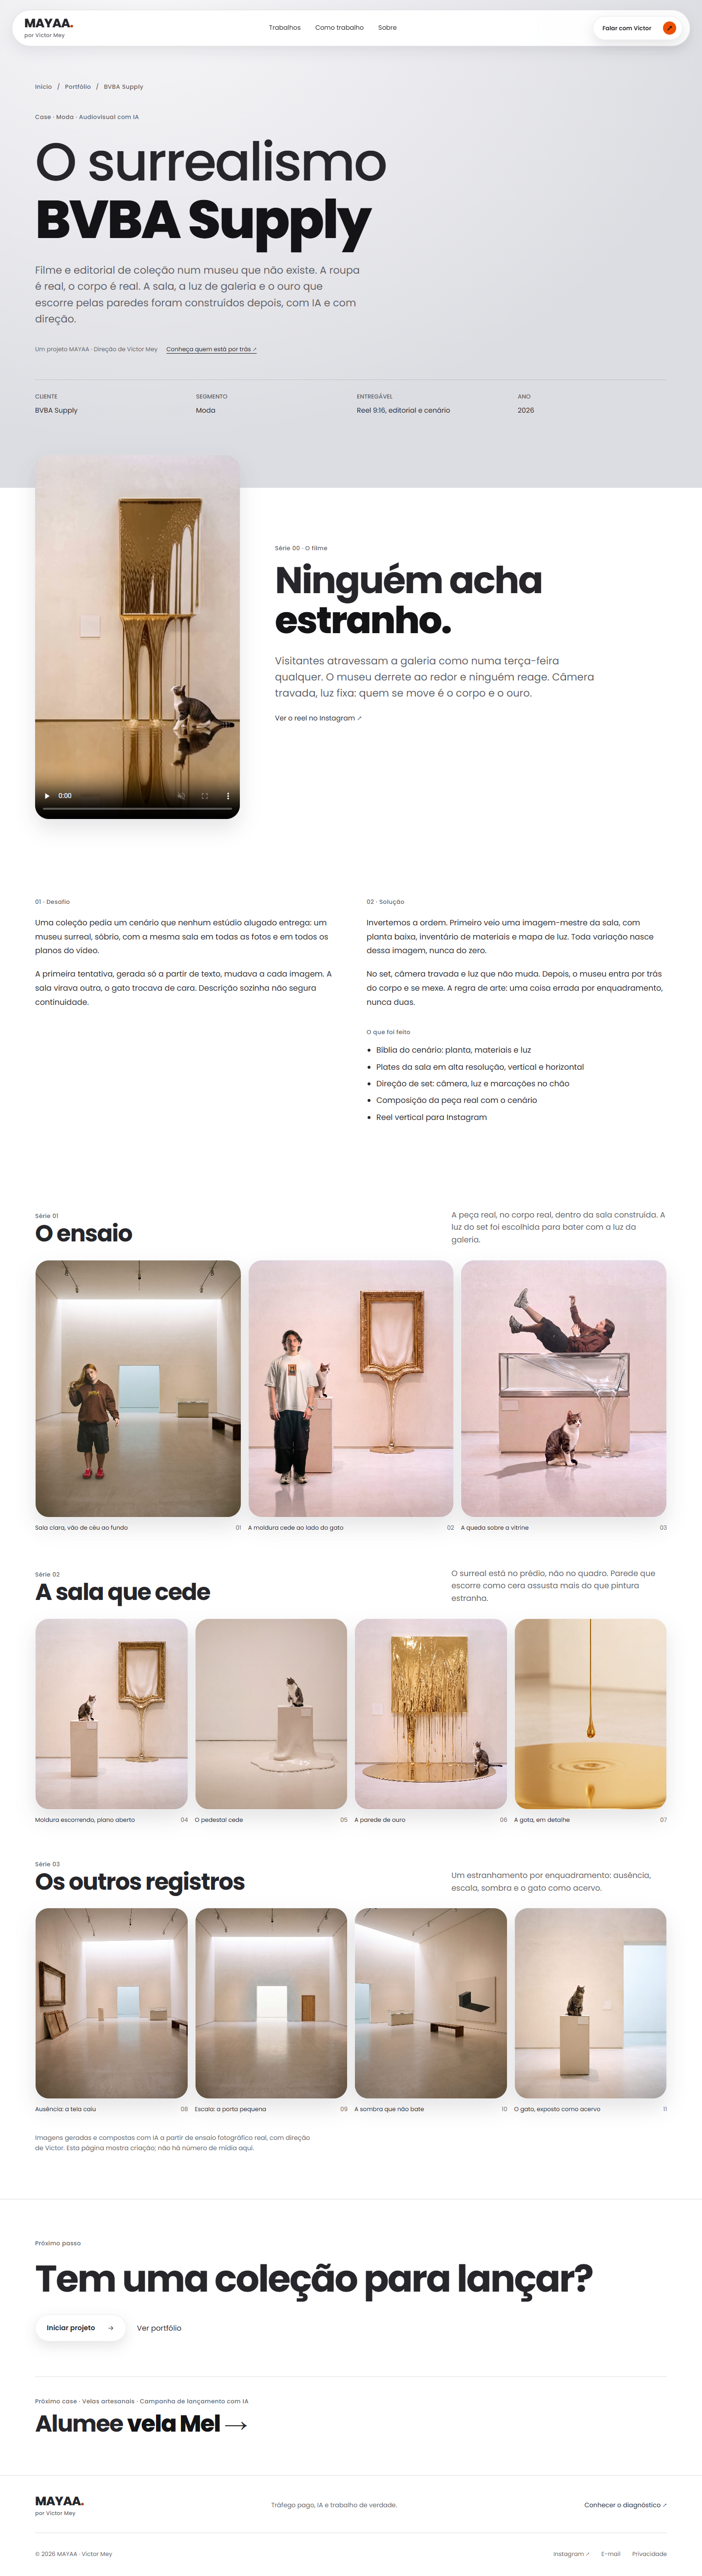 MAYAA.
por Victor Mey
Trabalhos
Como trabalho
Sobre
Falar com Victor ↗
Início / Portfólio / BVBA Supply
Case · Moda · Audiovisual com IA
O surrealismo
BVBA Supply
Filme e editorial de coleção num museu que não existe. A roupa
é real, o corpo é real. A sala, a luz de galeria e o ouro que
escorre pelas paredes foram construídos depois, com IA e com
direção.
Um projeto MAYAA · Direção de Victor Mey
Conheça quem está por trás ↗
CLIENTE
BVBA Supply
SEGMENTO
Moda
ENTREGÁVEL
Reel 9:16, editorial e cenário
ANO
2026
0:00
Série 00 · O filme
Ninguém acha
estranho.
Visitantes atravessam a galeria como numa terça-feira
qualquer. O museu derrete ao redor e ninguém reage. Câmera
travada, luz fixa: quem se move é o corpo e o ouro.
Ver o reel no Instagram ↗
01 · Desafio
Uma coleção pedia um cenário que nenhum estúdio alugado entrega: um
museu surreal, sóbrio, com a mesma sala em todas as fotos e em todos os
planos do vídeo.
A primeira tentativa, gerada só a partir de texto, mudava a cada imagem. A
sala virava outra, o gato trocava de cara. Descrição sozinha não segura
continuidade.
02 · Solução
Invertemos a ordem. Primeiro veio uma imagem-mestre da sala, com
planta baixa, inventário de materiais e mapa de luz. Toda variação nasce
dessa imagem, nunca do zero.
No set, câmera travada e luz que não muda. Depois, o museu entra por trás
do corpo e se mexe. A regra de arte: uma coisa errada por enquadramento,
nunca duas.
O que foi feito
• Bíblia do cenário: planta, materiais e luz
• Plates da sala em alta resolução, vertical e horizontal
• Direção de set: câmera, luz e marcações no chão
• Composição da peça real com o cenário
• Reel vertical para Instagram
Série 01
O ensaio
A peça real, no corpo real, dentro da sala construída. A
luz do set foi escolhida para bater com a luz da
galeria.
Sala clara, vão de céu ao fundo 01
A moldura cede ao lado do gato 02
A queda sobre a vitrine 03
Série 02
A sala que cede
O surreal está no prédio, não no quadro. Parede que
escorre como cera assusta mais do que pintura
estranha.
Moldura escorrendo, plano aberto 04
O pedestal cede 05
A parede de ouro 06
A gota, em detalhe 07
Série 03
Os outros registros
Um estranhamento por enquadramento: ausência,
escala, sombra e o gato como acervo.
Ausência: a tela caiu 08
Escala: a porta pequena 09
A sombra que não bate 10
O gato, exposto como acervo 11
Imagens geradas e compostas com IA a partir de ensaio fotográfico real, com direção
de Victor. Esta página mostra criação; não há número de mídia aqui.
Próximo passo
Tem uma coleção para lançar?
Iniciar projeto →
Ver portfólio
Próximo case · Velas artesanais · Campanha de lançamento com IA
Alumee vela Mel →
MAYAA.
por Victor Mey
Tráfego pago, IA e trabalho de verdade.
Conhecer o diagnóstico ↗
© 2026 MAYAA · Victor Mey
Instagram ↗
E-mail
Privacidade